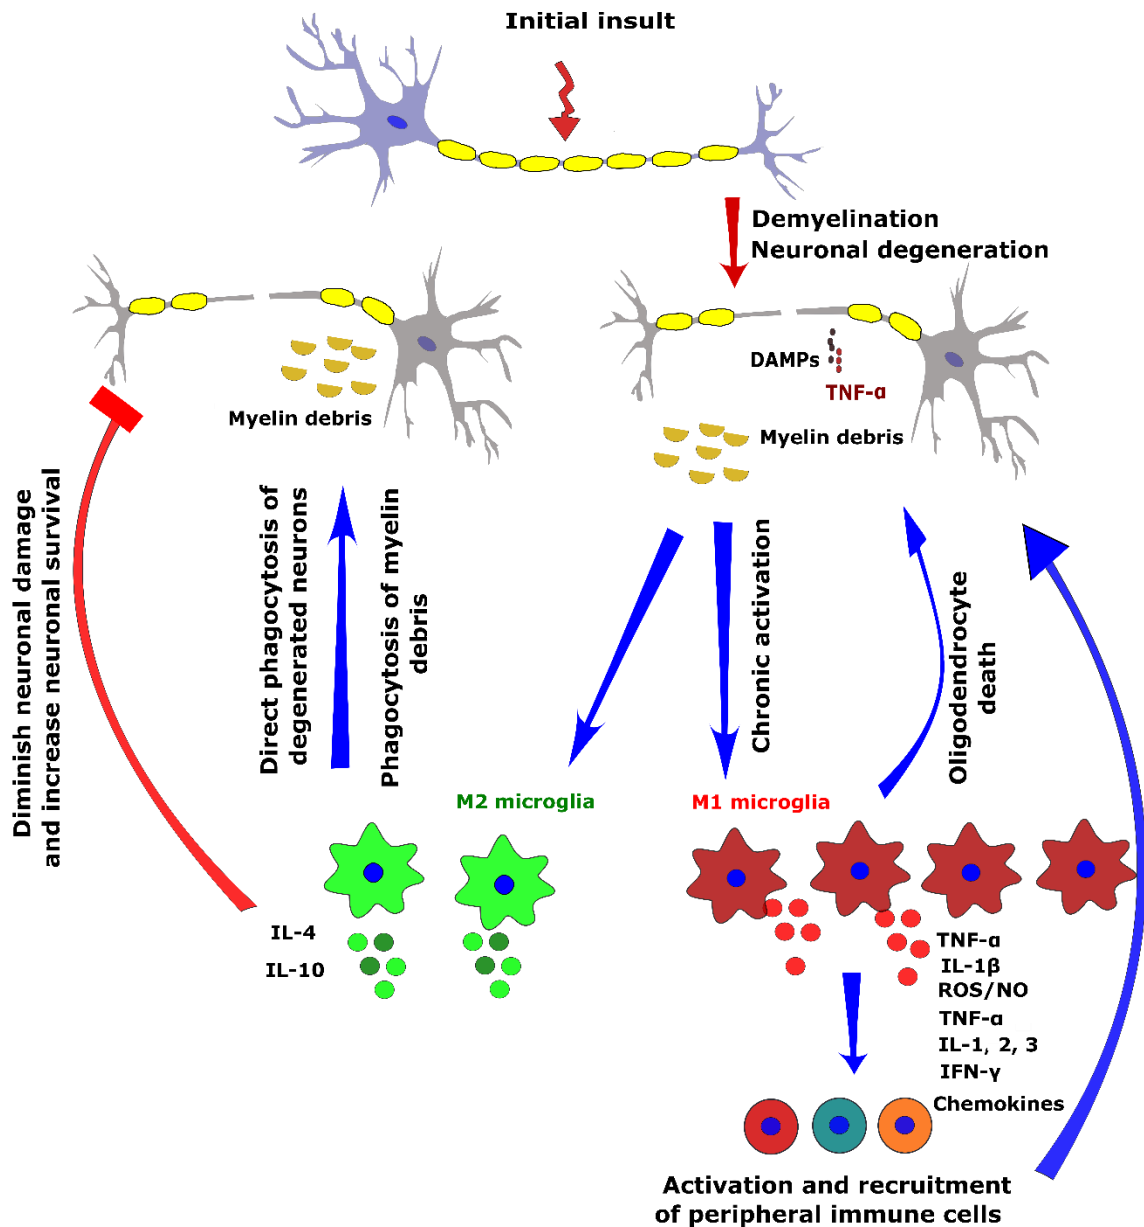 Initial insult
Demyelination
Neuronal degeneration
DAMPs
TNF-α
Myelin debris
Myelin debris
Diminish neuronal damage
and increase neuronal survival
Direct phagocytosis of
degenerated neurons
Phagocytosis of myelin
debris
Chronic activation
Oligodendrocyte
death
M2 microglia
M1 microglia
IL-4
IL-10
TNF-α
IL-1β
ROS/NO
TNF-α
IL-1, 2, 3
IFN-γ
Chemokines
Activation and recruitment
of peripheral immune cells